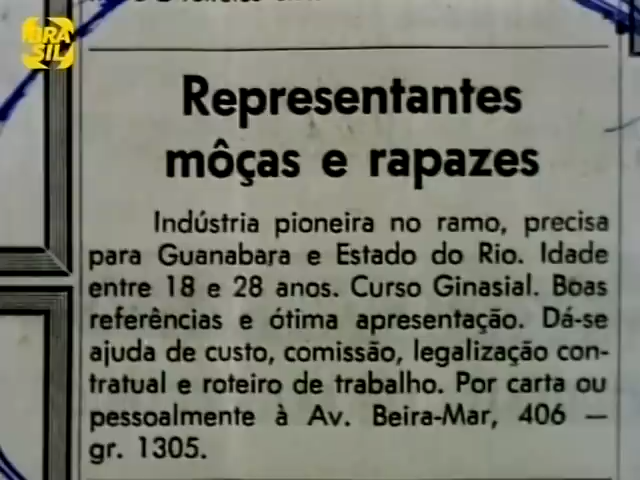 BRA
SIL
Representantes
môças e rapazes
Indústria pioneira no ramo, precisa
para Guanabara e Estado do Rio. Idade
entre 18 e 28 anos. Curso Ginasial. Boas
referências e ótima apresentação. Dá-se
ajuda de custo, comissão, legalização con-
tratual e roteiro de trabalho. Por carta ou
pessoalmente à Av. Beira-Mar, 406 —
gr. 1305.